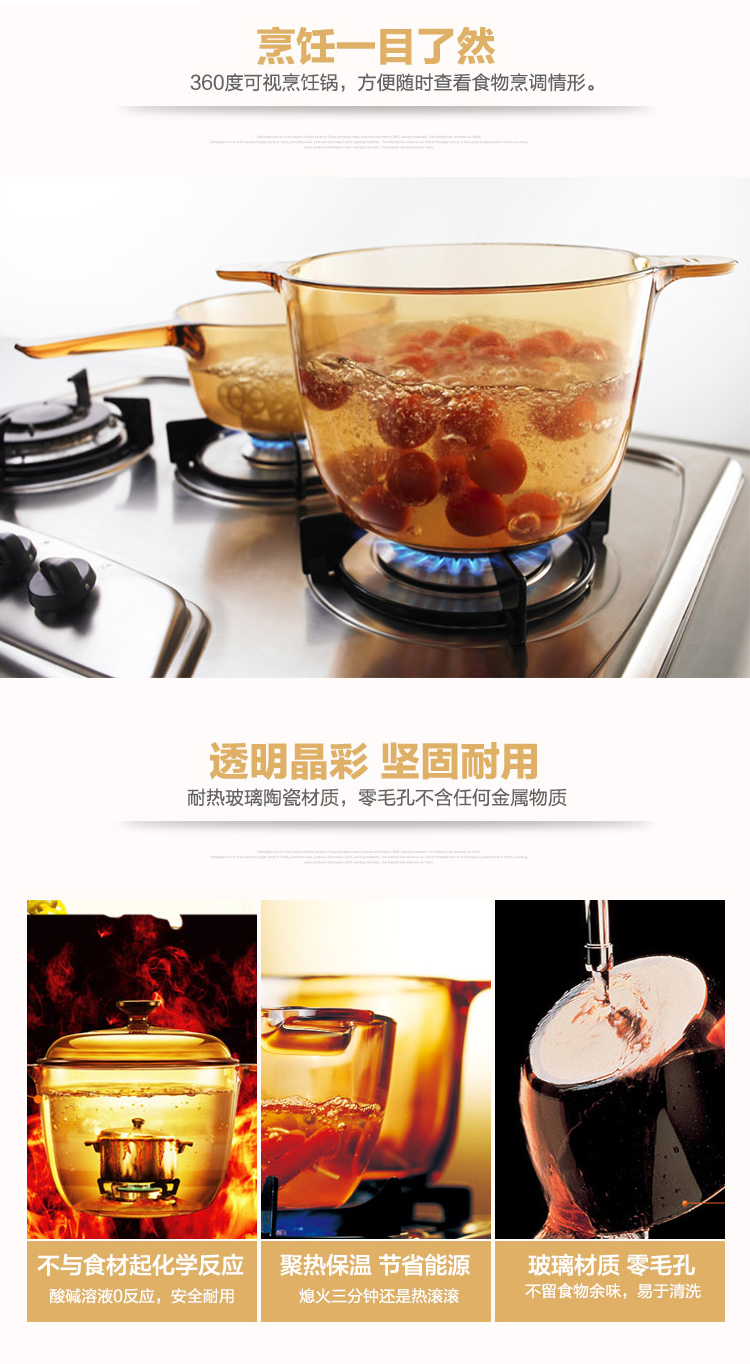 烹饪一目了然
360度可视烹饪锅，方便随时查看食物烹调情形。
透明晶彩 坚固耐用
耐热玻璃陶瓷材质，零毛孔不含任何金属物质
不与食材起化学反应
酸碱溶液0反应，安全耐用
聚热保温 节省能源
熄火三分钟还是热滚滚
玻璃材质 零毛孔
不留食物余味，易于清洗